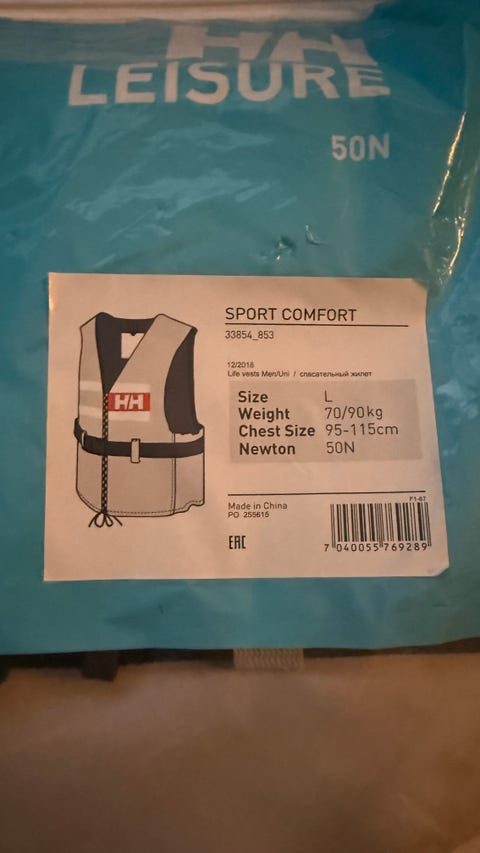 HH
LEISURE
50N
SPORT COMFORT
33854_853
12/2018
Life vests Men/Uni / спасательный жилет
Size L
Weight 70/90kg
Chest Size 95-115cm
Newton 50N
HH
Made in China
PO 255615
F1-67
EAC
7 040055 769289